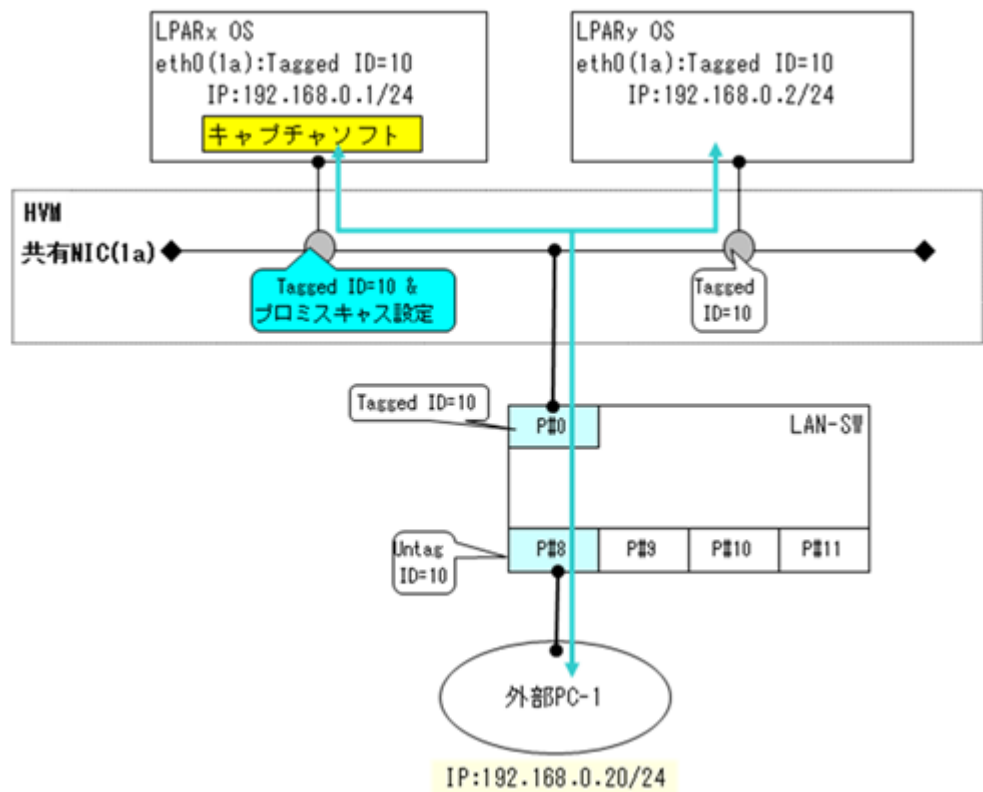 LPARx OS
eth0(1a):Tagged ID=10
IP:192.168.0.1/24
キャプチャソフト
LPARy OS
eth0(1a):Tagged ID=10
IP:192.168.0.2/24
HVM
共有NIC(1a)
Tagged ID=10 &
プロミスキャス設定
Tagged
ID=10
Tagged ID=10
P#0
LAN-SW
Untag
ID=10
P#8
P#9
P#10
P#11
外部PC-1
IP:192.168.0.20/24